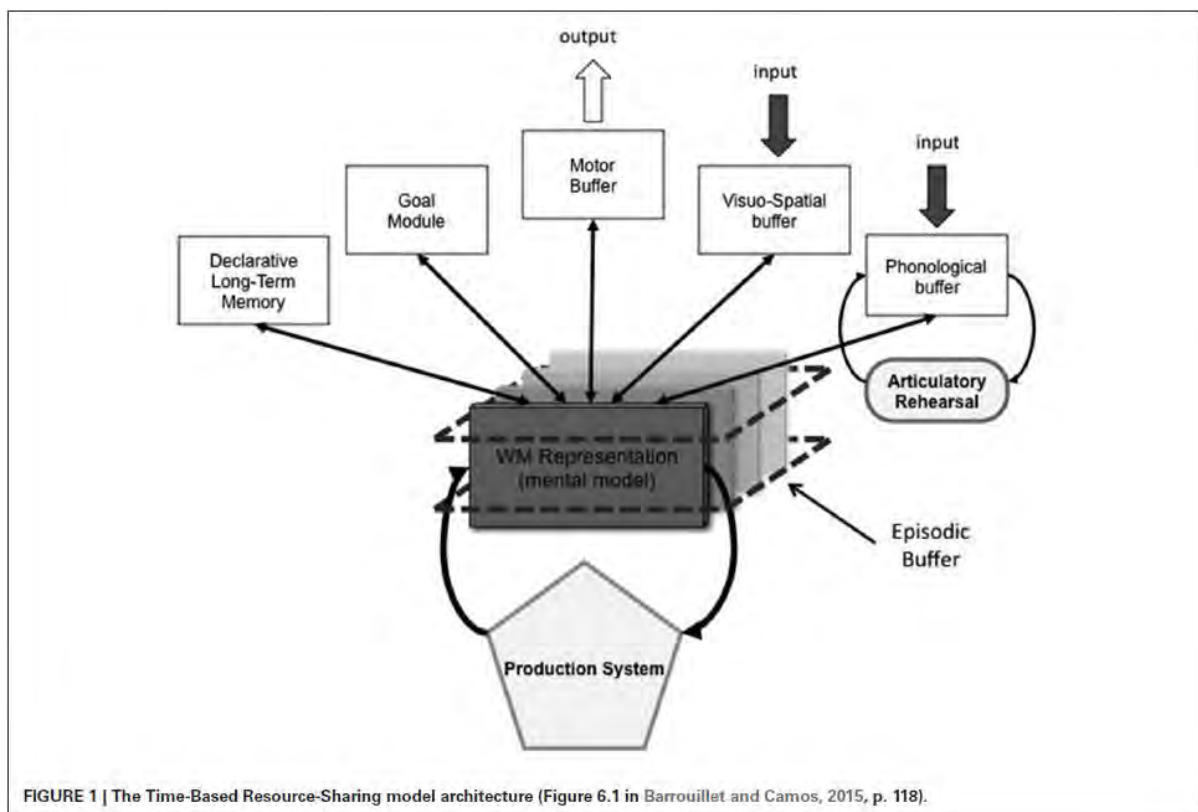 output
input
input
Motor
Buffer
Visuo-Spatial
buffer
Goal
Module
Phonological
buffer
Declarative
Long-Term
Memory
Articulatory
Rehearsal
WM Representation
(mental model)
Episodic
Buffer
Production System
FIGURE 1 | The Time-Based Resource-Sharing model architecture (Figure 6.1 in Barrouillet and Camos, 2015, p. 118).